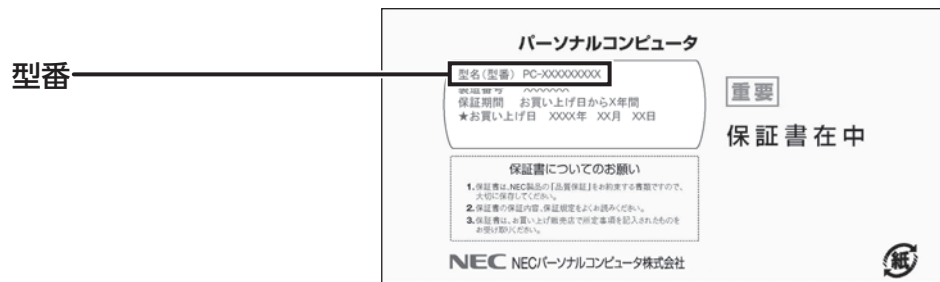 型番
パーソナルコンピュータ
型名(型番) PC-XXXXXXXXX
製造番号 XXXXXXX
保証期間 お買い上げ日からX年間
★お買い上げ日 XXXX年 XX月 XX日
重要
保証書在中
保証書についてのお願い
1.保証書は、NEC製品の「品質保証」をお約束する書類ですので、
大切に保存してください。
2.保証書の保証内容、保証規定をよくお読みください。
3.保証書は、お買い上げ販売店で所定事項を記入されたものを
お受け取りください。
NEC NECパーソナルコンピュータ株式会社
紙